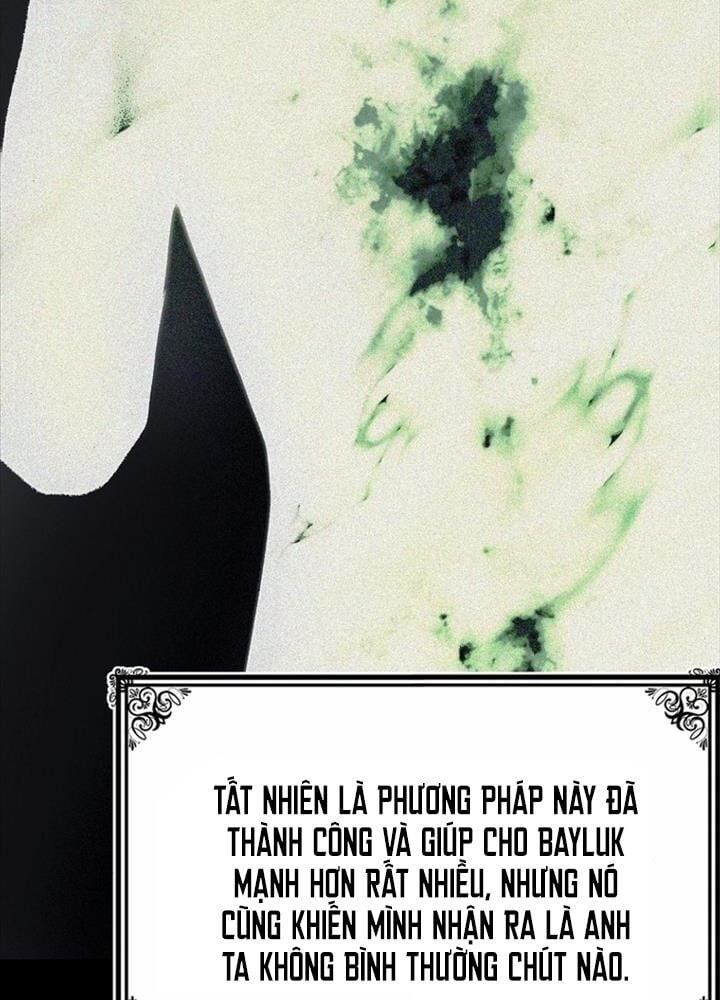 TẤT NHIÊN LÀ PHƯƠNG PHÁP NÀY ĐÃ
THÀNH CÔNG VÀ GIÚP CHO BAYLUK
MẠNH HƠN RẤT NHIỀU, NHƯNG NÓ
CŨNG KHIẾN MÌNH NHẬN RA LÀ ANH
TA KHÔNG BÌNH THƯỜNG CHÚT NÀO.